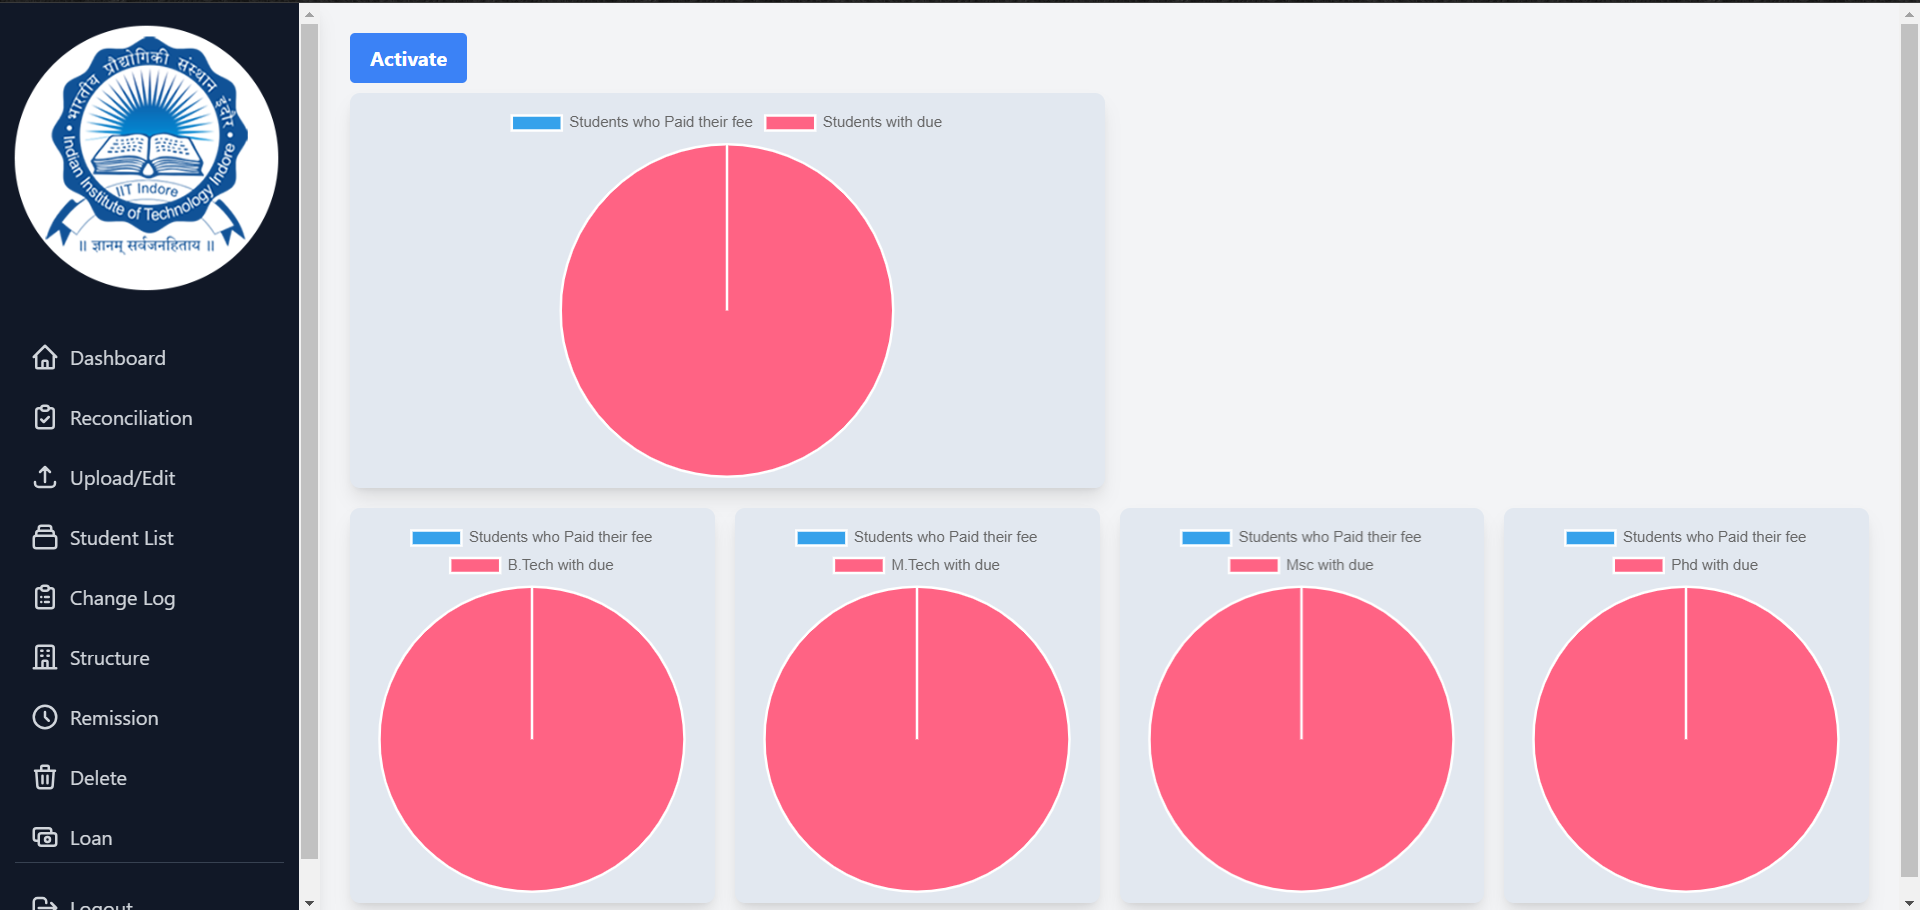 भारतीय प्रौद्योगिकी संस्थान इंदौर
Indian Institute of Technology Indore
IIT Indore
॥ ज्ञानम् सर्वजनहिताय ॥
Dashboard
Reconciliation
Upload/Edit
Student List
Change Log
Structure
Remission
Delete
Loan
Logout
Activate
Students who Paid their fee Students with due
Students who Paid their fee
B.Tech with due
Students who Paid their fee
M.Tech with due
Students who Paid their fee
Msc with due
Students who Paid their fee
Phd with due